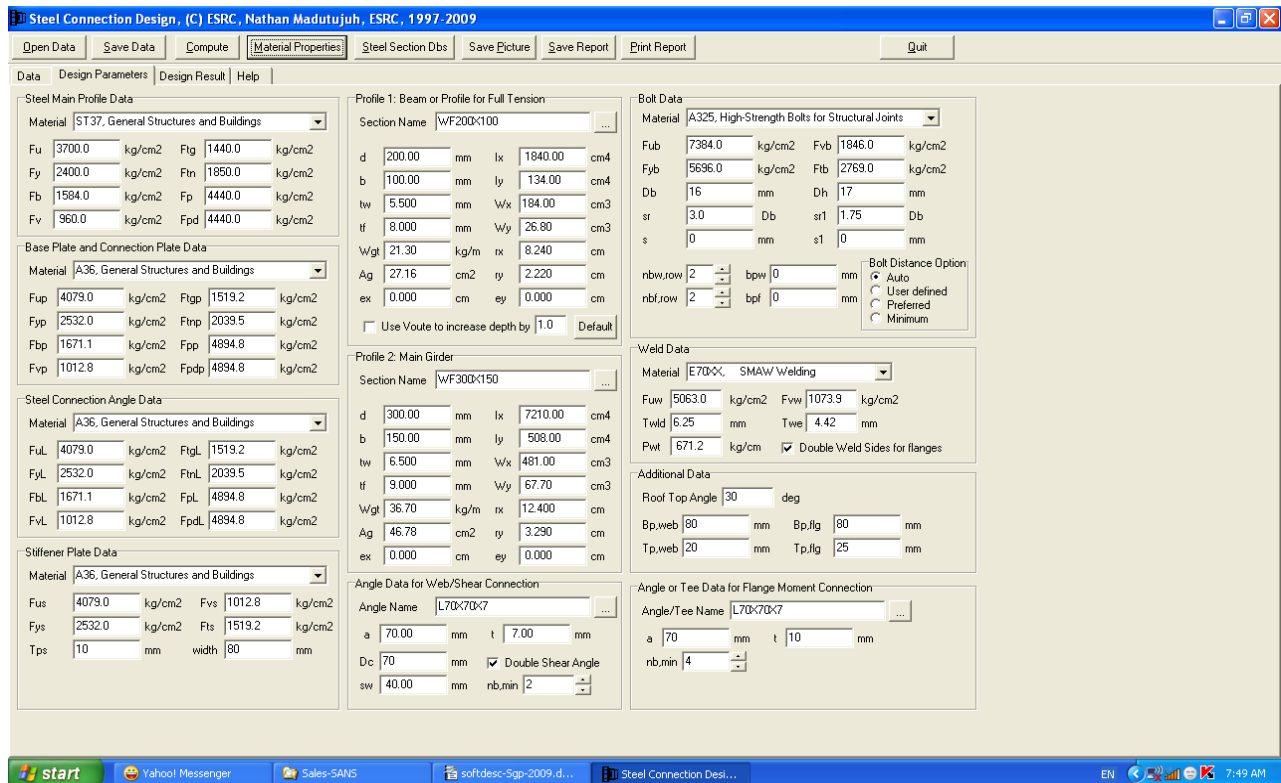 Steel Connection Design, (C) ESRC, Nathan Madutujuh, ESRC, 1997-2009
Open Data Save Data Compute Material Properties Steel Section Dbs Save Picture Save Report Print Report Quit
Data Design Parameters Design Result Help
Steel Main Profile Data
Material ST37, General Structures and Buildings
Fu 3700.0 kg/cm2 Ftg 1440.0 kg/cm2
Fy 2400.0 kg/cm2 Ftn 1850.0 kg/cm2
Fb 1584.0 kg/cm2 Fp 4440.0 kg/cm2
Fv 960.0 kg/cm2 Fpd 4440.0 kg/cm2
Base Plate and Connection Plate Data
Material A36, General Structures and Buildings
Fup 4079.0 kg/cm2 Ftgp 1519.2 kg/cm2
Fyp 2532.0 kg/cm2 Ftnp 2039.5 kg/cm2
Fbp 1671.1 kg/cm2 Fpp 4894.8 kg/cm2
Fvp 1012.8 kg/cm2 Fpdp 4894.8 kg/cm2
Steel Connection Angle Data
Material A36, General Structures and Buildings
FuL 4079.0 kg/cm2 FtgL 1519.2 kg/cm2
FyL 2532.0 kg/cm2 FtnL 2039.5 kg/cm2
FbL 1671.1 kg/cm2 FpL 4894.8 kg/cm2
FvL 1012.8 kg/cm2 FpdL 4894.8 kg/cm2
Stiffener Plate Data
Material A36, General Structures and Buildings
Fus 4079.0 kg/cm2 Fvs 1012.8 kg/cm2
Fys 2532.0 kg/cm2 Fts 1519.2 kg/cm2
Tps 10 mm width 80 mm
Profile 1: Beam or Profile for Full Tension
Section Name WF200X100 ...
d 200.00 mm Ix 1840.00 cm4
b 100.00 mm Iy 134.00 cm4
tw 5.500 mm Wx 184.00 cm3
tf 8.000 mm Wy 26.80 cm3
Wgt 21.30 kg/m rx 8.240 cm
Ag 27.16 cm2 ry 2.220 cm
ex 0.000 cm ey 0.000 cm
Use Voute to increase depth by 1.0 Default
Profile 2: Main Girder
Section Name WF300X150 ...
d 300.00 mm Ix 7210.00 cm4
b 150.00 mm Iy 508.00 cm4
tw 6.500 mm Wx 481.00 cm3
tf 9.000 mm Wy 67.70 cm3
Wgt 36.70 kg/m rx 12.400 cm
Ag 46.78 cm2 ry 3.290 cm
ex 0.000 cm ey 0.000 cm
Angle Data for Web/Shear Connection
Angle Name L70X70X7 ...
a 70.00 mm t 7.00 mm
Dc 70 mm Double Shear Angle
sw 40.00 mm nb,min 2
Bolt Data
Material A325, High-Strength Bolts for Structural Joints
Fub 7384.0 kg/cm2 Fvb 1846.0 kg/cm2
Fyb 5696.0 kg/cm2 Ftb 2769.0 kg/cm2
Db 16 mm Dh 17 mm
sr 3.0 Db sr1 1.75 Db
s 0 mm s1 0 mm
nbw,row 2 bpw 0 mm
nbf,row 2 bpf 0 mm
Bolt Distance Option
Auto
User defined
Preferred
Minimum
Weld Data
Material E70XX, SMAW Welding
Fuw 5063.0 kg/cm2 Fvw 1073.9 kg/cm2
Twld 6.25 mm Twe 4.42 mm
Pwt 671.2 kg/cm Double Weld Sides for flanges
Additional Data
Roof Top Angle 30 deg
Bp,web 80 mm Bp,flg 80 mm
Tp,web 20 mm Tp,flg 25 mm
Angle or Tee Data for Flange Moment Connection
Angle/Tee Name L70X70X7 ...
a 70 mm t 10 mm
nb,min 4
start Yahoo! Messenger Sales-SANS softdesc-Sgp-2009.d... Steel Connection Desi... EN 7:49 AM